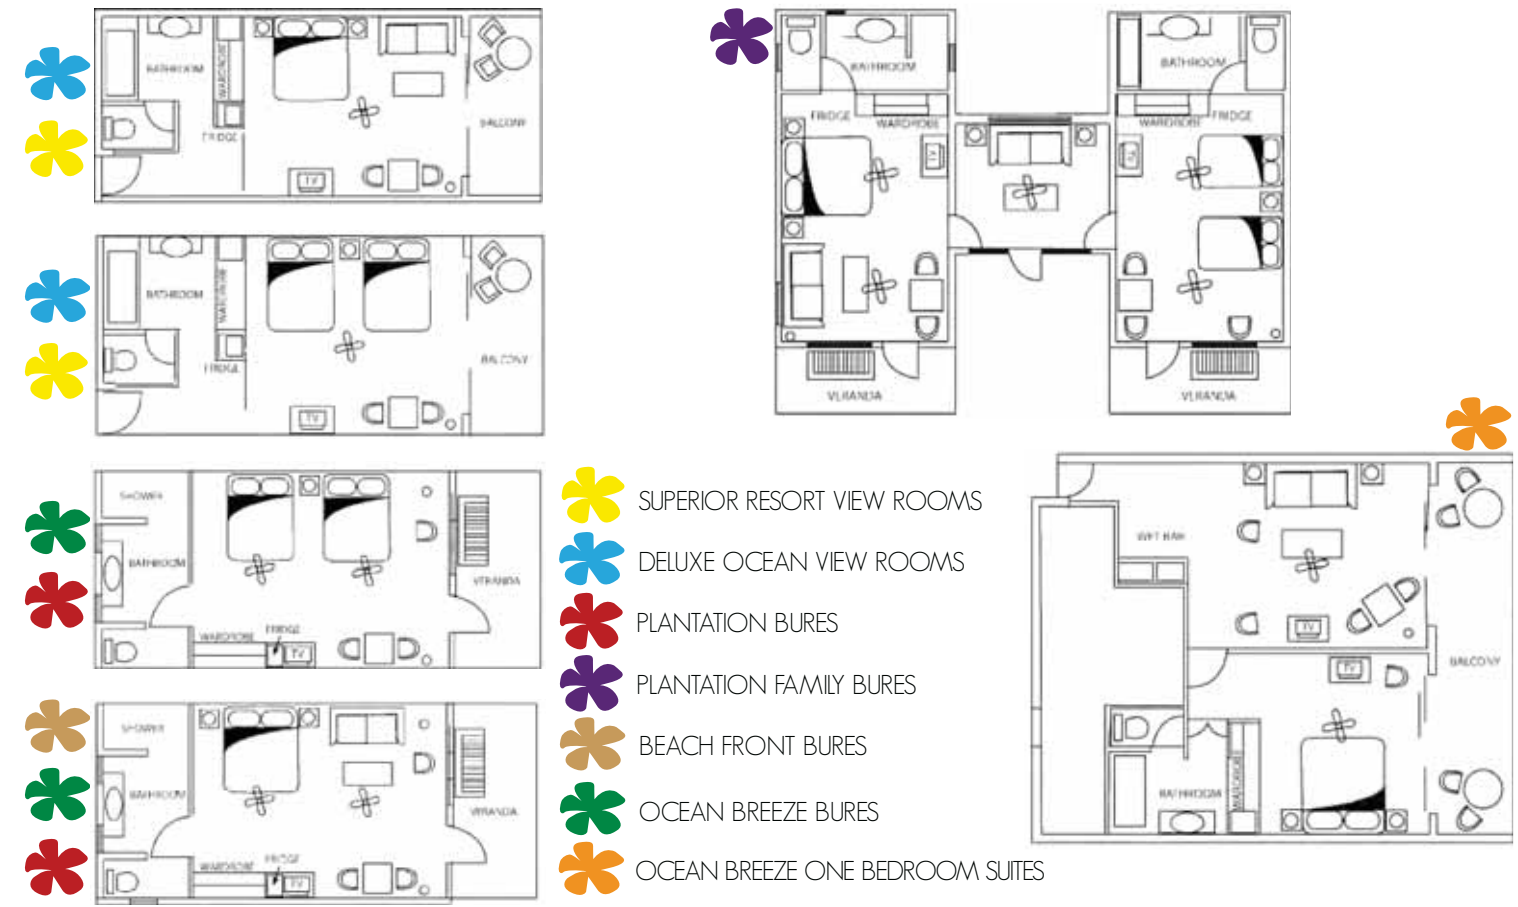 BATHROOM
WARDROBE
FRIDGE
TV
BALCONY
BATHROOM
WARDROBE
FRIDGE
TV
BALCONY
SHOWER
BATHROOM
WARDROBE
FRIDGE
TV
VERANDA
SHOWER
BATHROOM
WARDROBE
FRIDGE
TV
VERANDA
BATHROOM
FRIDGE
WARDROBE
TV
VERANDA
BATHROOM
WARDROBE
FRIDGE
TV
VERANDA
SUPERIOR RESORT VIEW ROOMS
DELUXE OCEAN VIEW ROOMS
PLANTATION BURES
PLANTATION FAMILY BURES
BEACH FRONT BURES
OCEAN BREEZE BURES
OCEAN BREEZE ONE BEDROOM SUITES
WET BAR
TV
BALCONY
TV
BATHROOM
WARDROBE